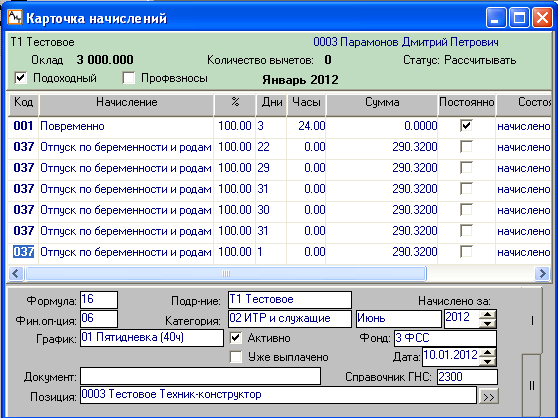 Карточка начислений
Т1 Тестовое 0003 Парамонов Дмитрий Петрович
Оклад 3 000.000 Количество вычетов: 0 Статус: Рассчитывать
Подоходный Профвзносы Январь 2012
Код Начисление % Дни Часы Сумма Постоянно Состоя
001 Повременно 100.00 3 24.00 0.0000 начислено
037 Отпуск по беременности и родам 100.00 22 0.00 290.3200 начислено
037 Отпуск по беременности и родам 100.00 29 0.00 290.3200 начислено
037 Отпуск по беременности и родам 100.00 31 0.00 290.3200 начислено
037 Отпуск по беременности и родам 100.00 30 0.00 290.3200 начислено
037 Отпуск по беременности и родам 100.00 31 0.00 290.3200 начислено
037 Отпуск по беременности и родам 100.00 1 0.00 290.3200 начислено
Формула: 16 Подр-ние: Т1 Тестовое Начислено за:
Фин.оп-ция: 06 Категория: 02 ИТР и служащие Июнь 2012
График: 01 Пятидневка (40ч) Активно Фонд: 3 ФСС
Уже выплачено Дата: 10.01.2012
Документ: Справочник ГНС: 2300
Позиция: 0003 Тестовое Техник-конструктор >>
I
II